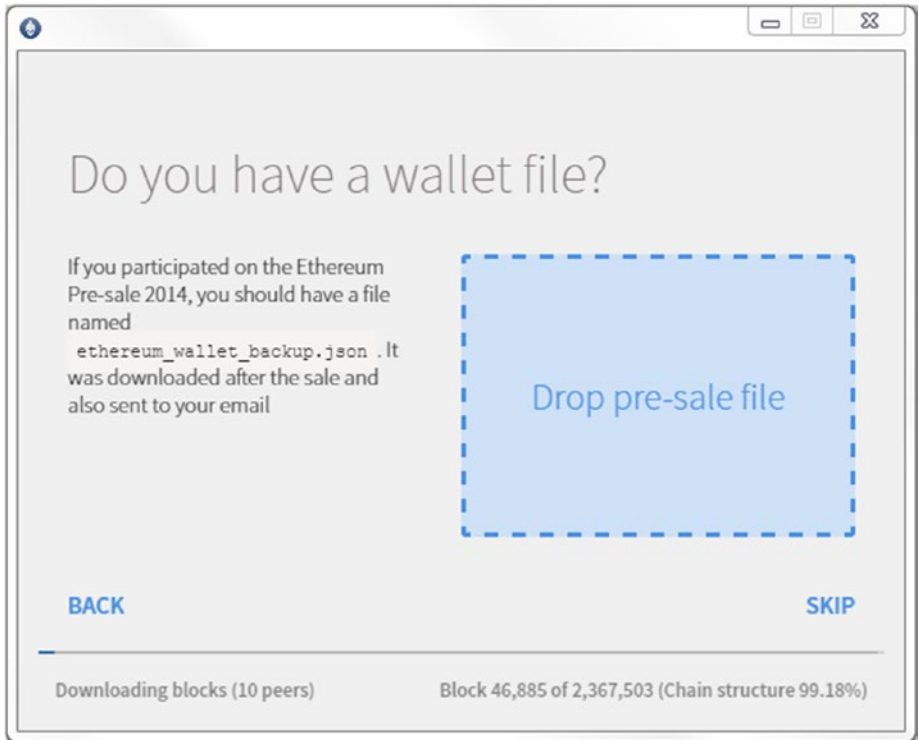 Do you have a wallet file?
If you participated on the Ethereum
Pre-sale 2014, you should have a file
named
ethereum_wallet_backup.json . It
was downloaded after the sale and
also sent to your email
Drop pre-sale file
BACK
SKIP
Downloading blocks (10 peers)
Block 46,885 of 2,367,503 (Chain structure 99.18%)